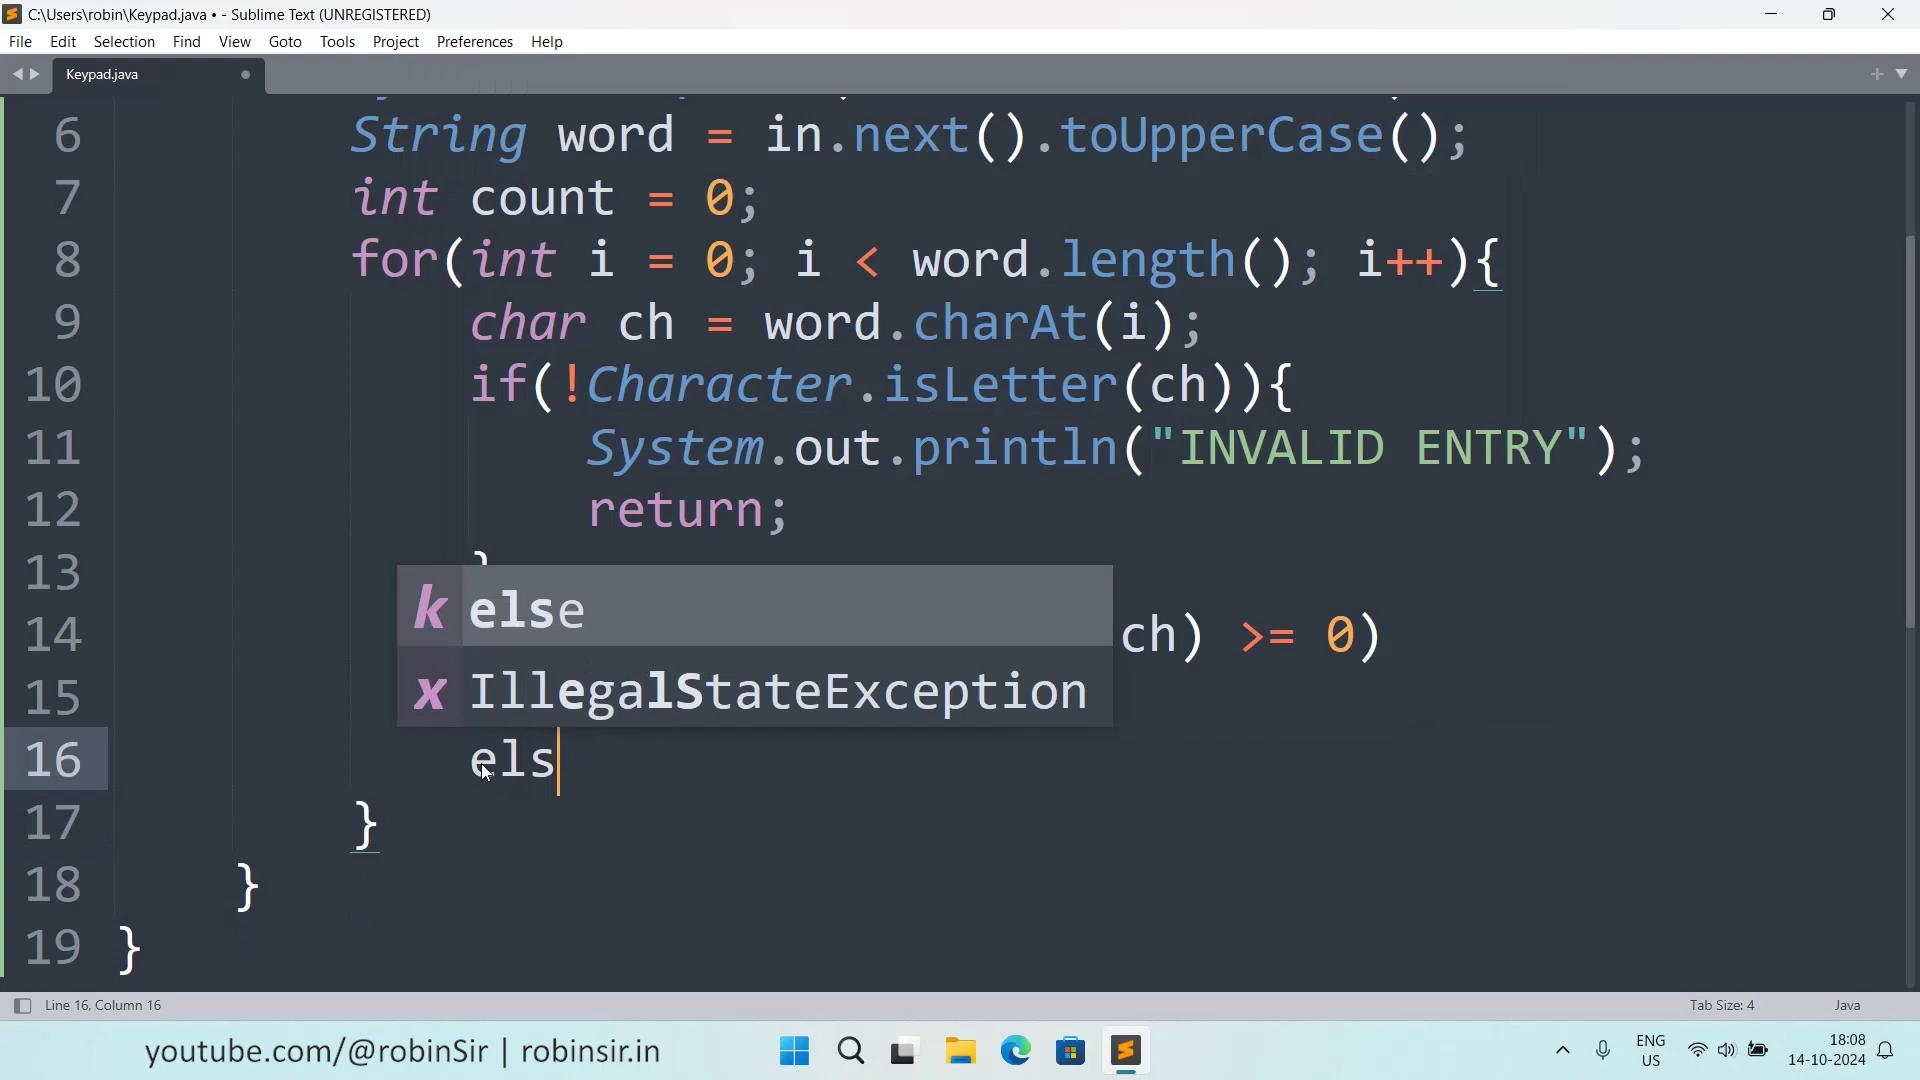 C:\Users\robin\Keypad.java • - Sublime Text (UNREGISTERED)
File Edit Selection Find View Goto Tools Project Preferences Help
Keypad.java
6 String word = in.next().toUpperCase();
7 int count = 0;
8 for(int i = 0; i < word.length(); i++){
9 char ch = word.charAt(i);
10 if(!Character.isLetter(ch)){
11 System.out.println("INVALID ENTRY");
12 return;
13 }
k else
14 ch) >= 0)
x IllegalStateException
15
16 els
17 }
18 }
19 }
Line 16, Column 16
Tab Size: 4
Java
youtube.com/@robinSir | robinsir.in
ENG
US
18:08
14-10-2024